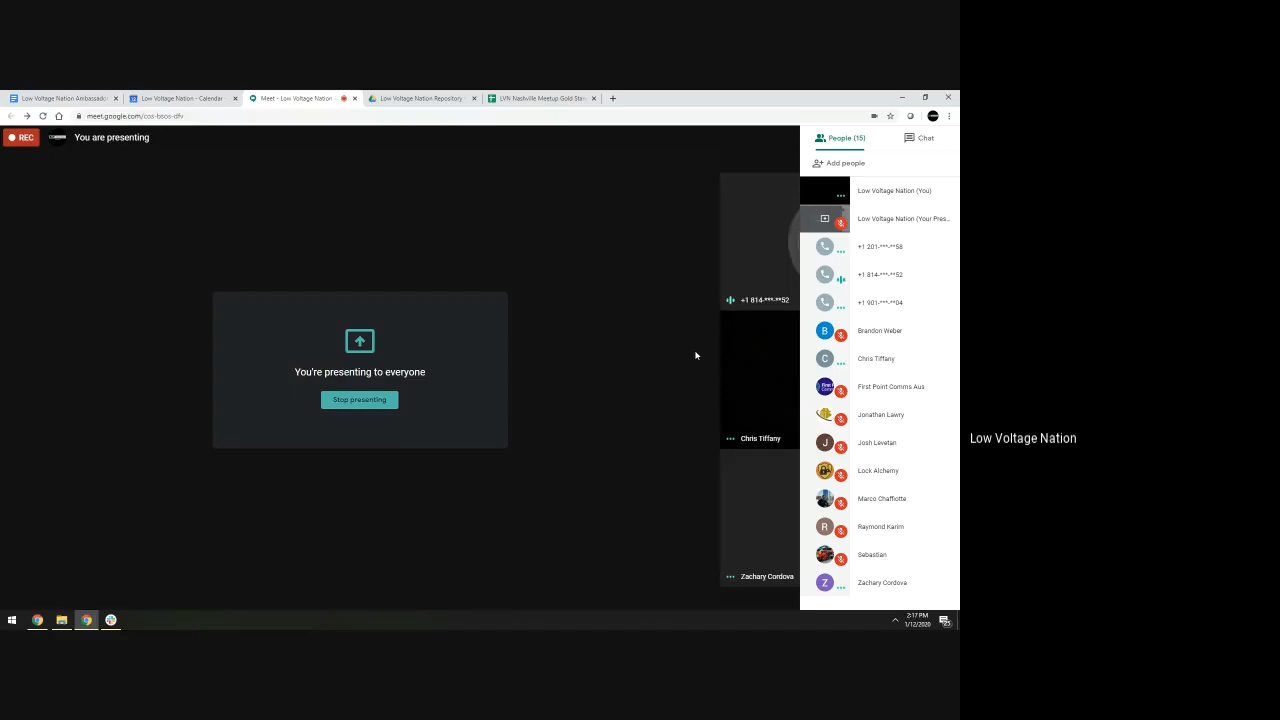 Low Voltage Nation Ambassado
Low Voltage Nation - Calendar
Meet - Low Voltage Nation
Low Voltage Nation Repository
LVN Nashville Meetup Gold Stan
meet.google.com/cos-bsos-dfv
REC
You are presenting
People (15)
Chat
Add people
Low Voltage Nation (You)
Low Voltage Nation (Your Pres...
+1 201-***-**58
+1 814-***-**52
+1 901-***-**04
B
Brandon Weber
C
Chris Tiffany
First Point Comms Aus
Jonathan Lawry
J
Josh Levetan
Lock Alchemy
Marco Chaffiotte
R
Raymond Karim
Sebastian
Z
Zachary Cordova
You're presenting to everyone
Stop presenting
+1 814-***-**52
Chris Tiffany
Zachary Cordova
2:17 PM
1/12/2020
Low Voltage Nation